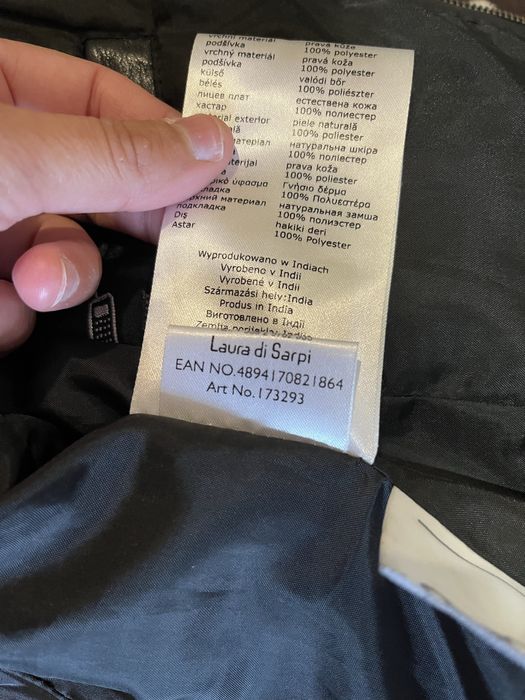 vrchní materiál pravá koža
podšívka 100% polyester
vrchný materiál pravá koža
podšívka 100% polyester
külső valódi bőr
bélés 100% poliészter
лицев плат естествена кожа
хастар 100% полиестер
exterior piele naturală
100% poliester
натуральна шкіра
100% поліестер
prava koža
100% poliester
ύφασμα Γνήσιο δέρμα
100% Πολυεστέρα
материал натуральная замша
подкладка 100% полиэстер
Dış hakiki deri
Astar 100% Polyester
Wyprodukowano w Indiach
Vyrobeno v Indii
Vyrobené v Indii
Származási hely:India
Produs in India
Виготовлено в Індії
Laura di Sarpi
EAN NO.4894170821864
Art No.173293